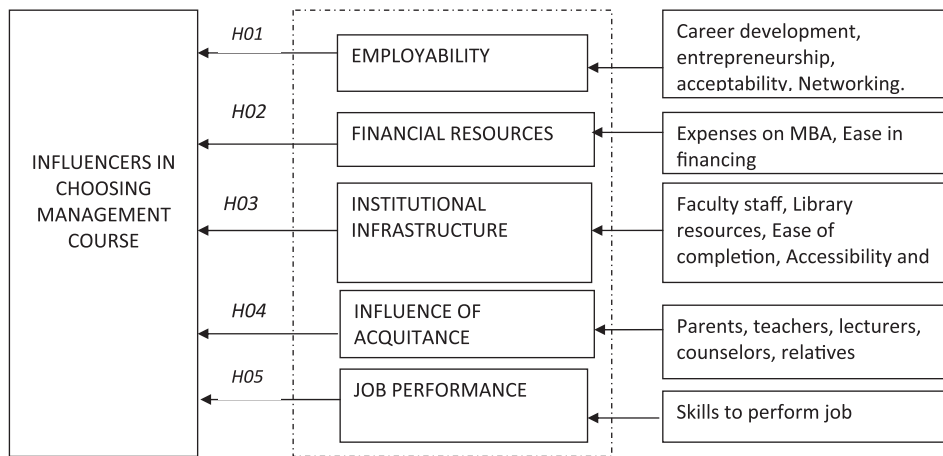 INFLUENCERS IN
CHOOSING
MANAGEMENT
COURSE
H01
H02
H03
H04
H05
EMPLOYABILITY
FINANCIAL RESOURCES
INSTITUTIONAL
INFRASTRUCTURE
INFLUENCE OF
ACQUITANCE
JOB PERFORMANCE
Career development,
entrepreneurship,
acceptability, Networking.
Expenses on MBA, Ease in
financing
Faculty staff, Library
resources, Ease of
completion, Accessibility and
Parents, teachers, lecturers,
counselors, relatives
Skills to perform job